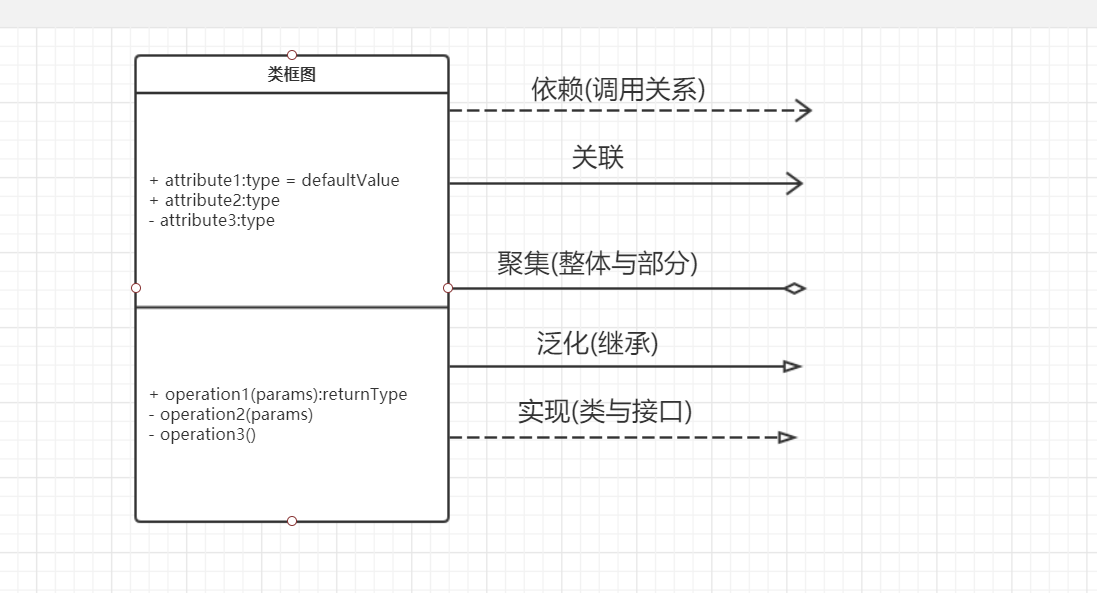 类框图
+ attribute1:type = defaultValue
+ attribute2:type
- attribute3:type
+ operation1(params):returnType
- operation2(params)
- operation3()
依赖(调用关系)
关联
聚集(整体与部分)
泛化(继承)
实现(类与接口)